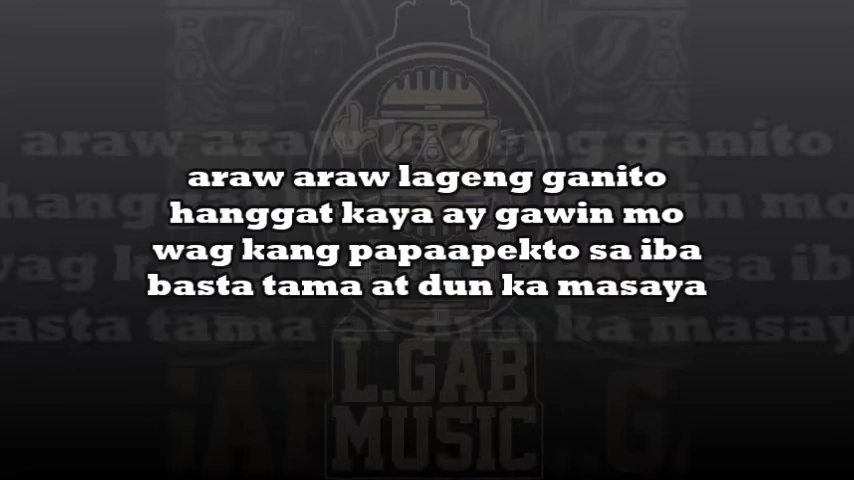 araw araw lageng ganito
hanggat kaya ay gawin mo
wag kang papaapekto sa iba
basta tama at dun ka masaya
L.GAB
MUSIC